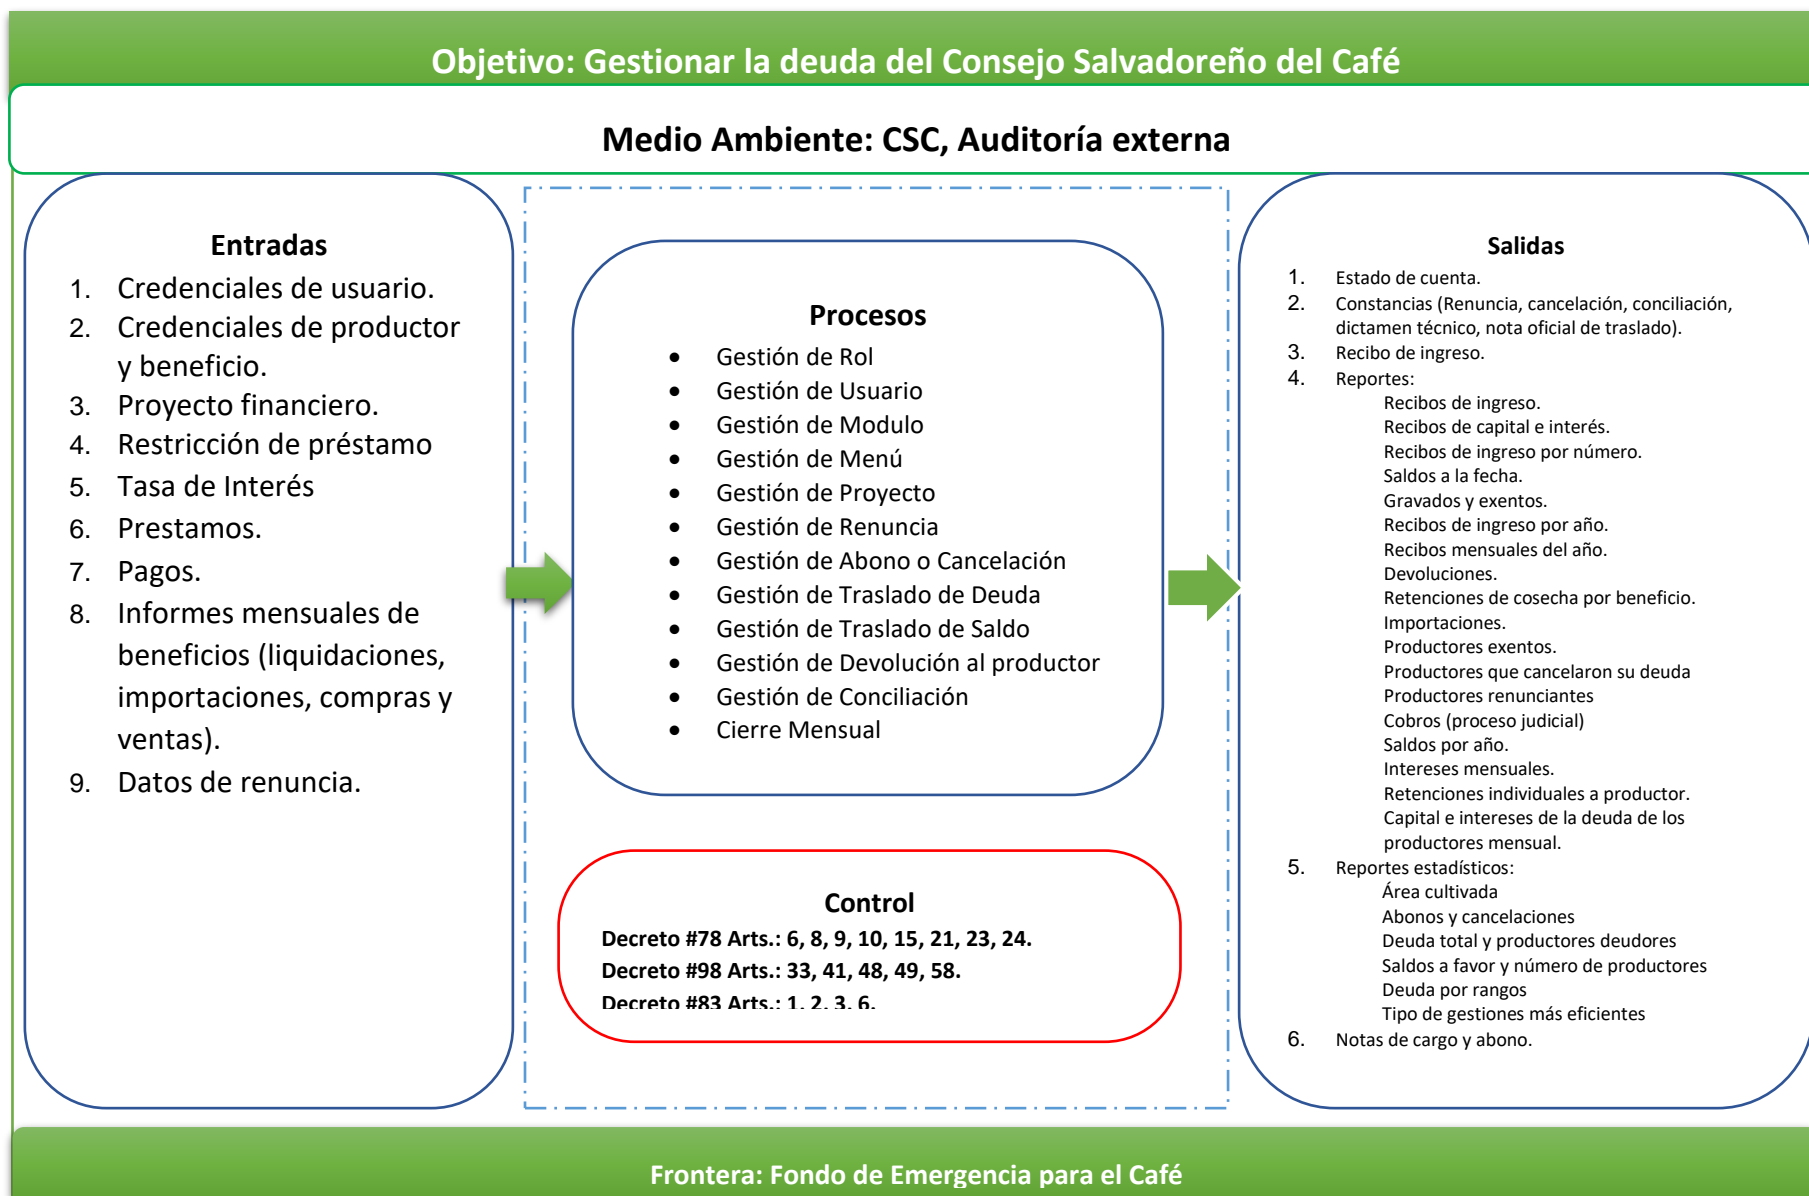 Objetivo: Gestionar la deuda del Consejo Salvadoreño del Café
Medio Ambiente: CSC, Auditoría externa
Entradas
1. Credenciales de usuario.
2. Credenciales de productor
y beneficio.
3. Proyecto financiero.
4. Restricción de préstamo
5. Tasa de Interés
6. Prestamos.
7. Pagos.
8. Informes mensuales de
beneficios (liquidaciones,
importaciones, compras y
ventas).
9. Datos de renuncia.
Procesos
• Gestión de Rol
• Gestión de Usuario
• Gestión de Modulo
• Gestión de Menú
• Gestión de Proyecto
• Gestión de Renuncia
• Gestión de Abono o Cancelación
• Gestión de Traslado de Deuda
• Gestión de Traslado de Saldo
• Gestión de Devolución al productor
• Gestión de Conciliación
• Cierre Mensual
Control
Decreto #78 Arts.: 6, 8, 9, 10, 15, 21, 23, 24.
Decreto #98 Arts.: 33, 41, 48, 49, 58.
Decreto #83 Arts.: 1, 2, 3, 6.
Salidas
1. Estado de cuenta.
2. Constancias (Renuncia, cancelación, conciliación,
dictamen técnico, nota oficial de traslado).
3. Recibo de ingreso.
4. Reportes:
Recibos de ingreso.
Recibos de capital e interés.
Recibos de ingreso por número.
Saldos a la fecha.
Gravados y exentos.
Recibos de ingreso por año.
Recibos mensuales del año.
Devoluciones.
Retenciones de cosecha por beneficio.
Importaciones.
Productores exentos.
Productores que cancelaron su deuda
Productores renunciantes
Cobros (proceso judicial)
Saldos por año.
Intereses mensuales.
Retenciones individuales a productor.
Capital e intereses de la deuda de los
productores mensual.
5. Reportes estadísticos:
Área cultivada
Abonos y cancelaciones
Deuda total y productores deudores
Saldos a favor y número de productores
Deuda por rangos
Tipo de gestiones más eficientes
6. Notas de cargo y abono.
Frontera: Fondo de Emergencia para el Café